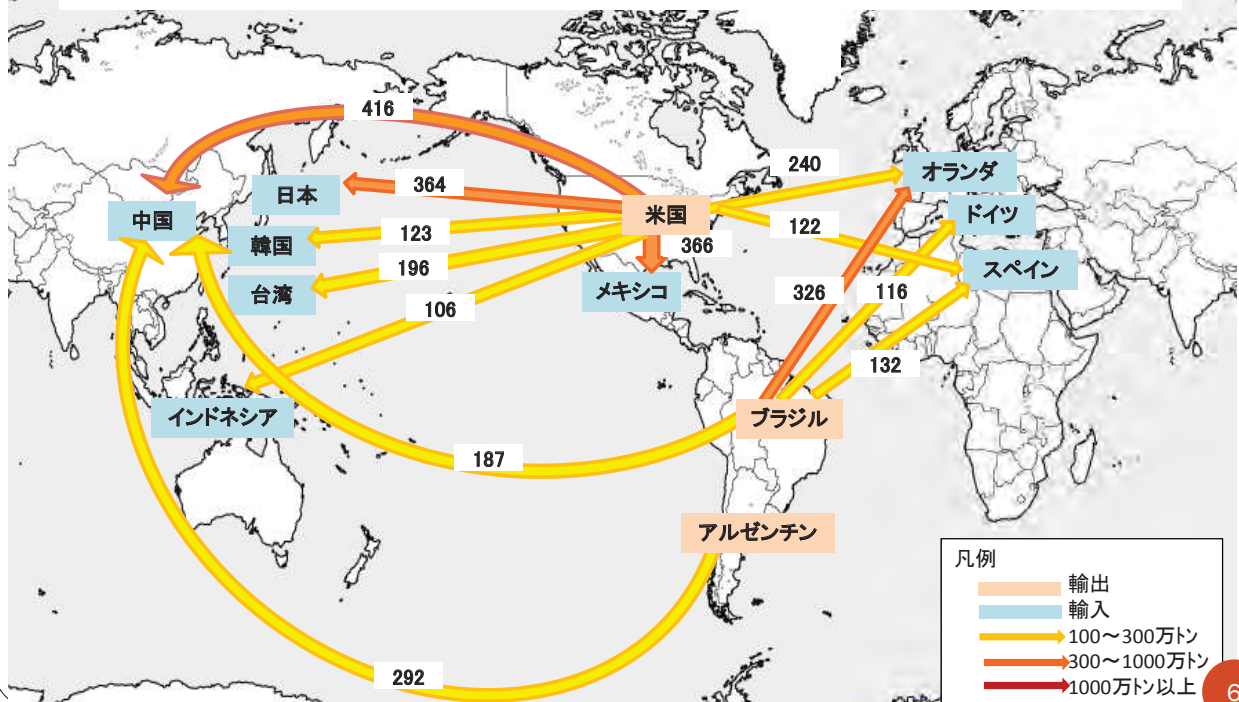 416
240
オランダ
日本
364
米国
ドイツ
中国
韓国
123
122
366
196
スペイン
台湾
メキシコ
326
116
106
132
インドネシア
ブラジル
187
アルゼンチン
292
凡例
輸出
輸入
100～300万トン
300～1000万トン
1000万トン以上
6